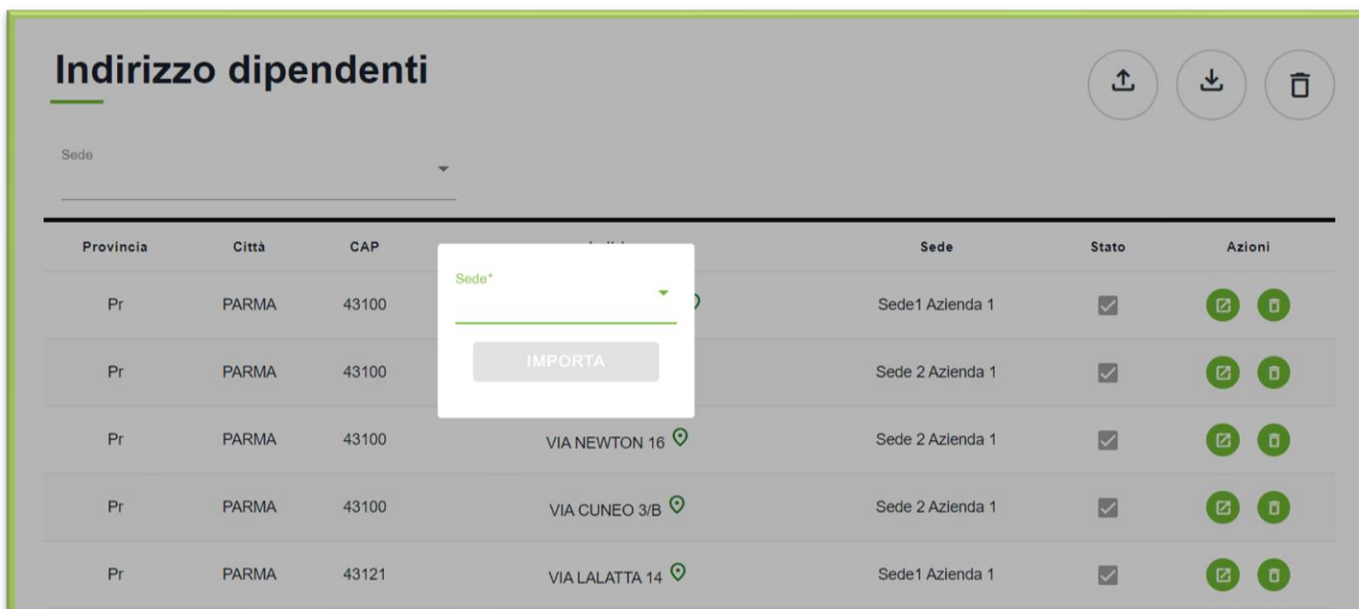 Indirizzo dipendenti
Sede
Provincia Città CAP Sede Stato Azioni
Sede*
Pr PARMA 43100 Sede1 Azienda 1
IMPORTA
Pr PARMA 43100 Sede 2 Azienda 1
Pr PARMA 43100 VIA NEWTON 16 Sede 2 Azienda 1
Pr PARMA 43100 VIA CUNEO 3/B Sede 2 Azienda 1
Pr PARMA 43121 VIA LALATTA 14 Sede1 Azienda 1